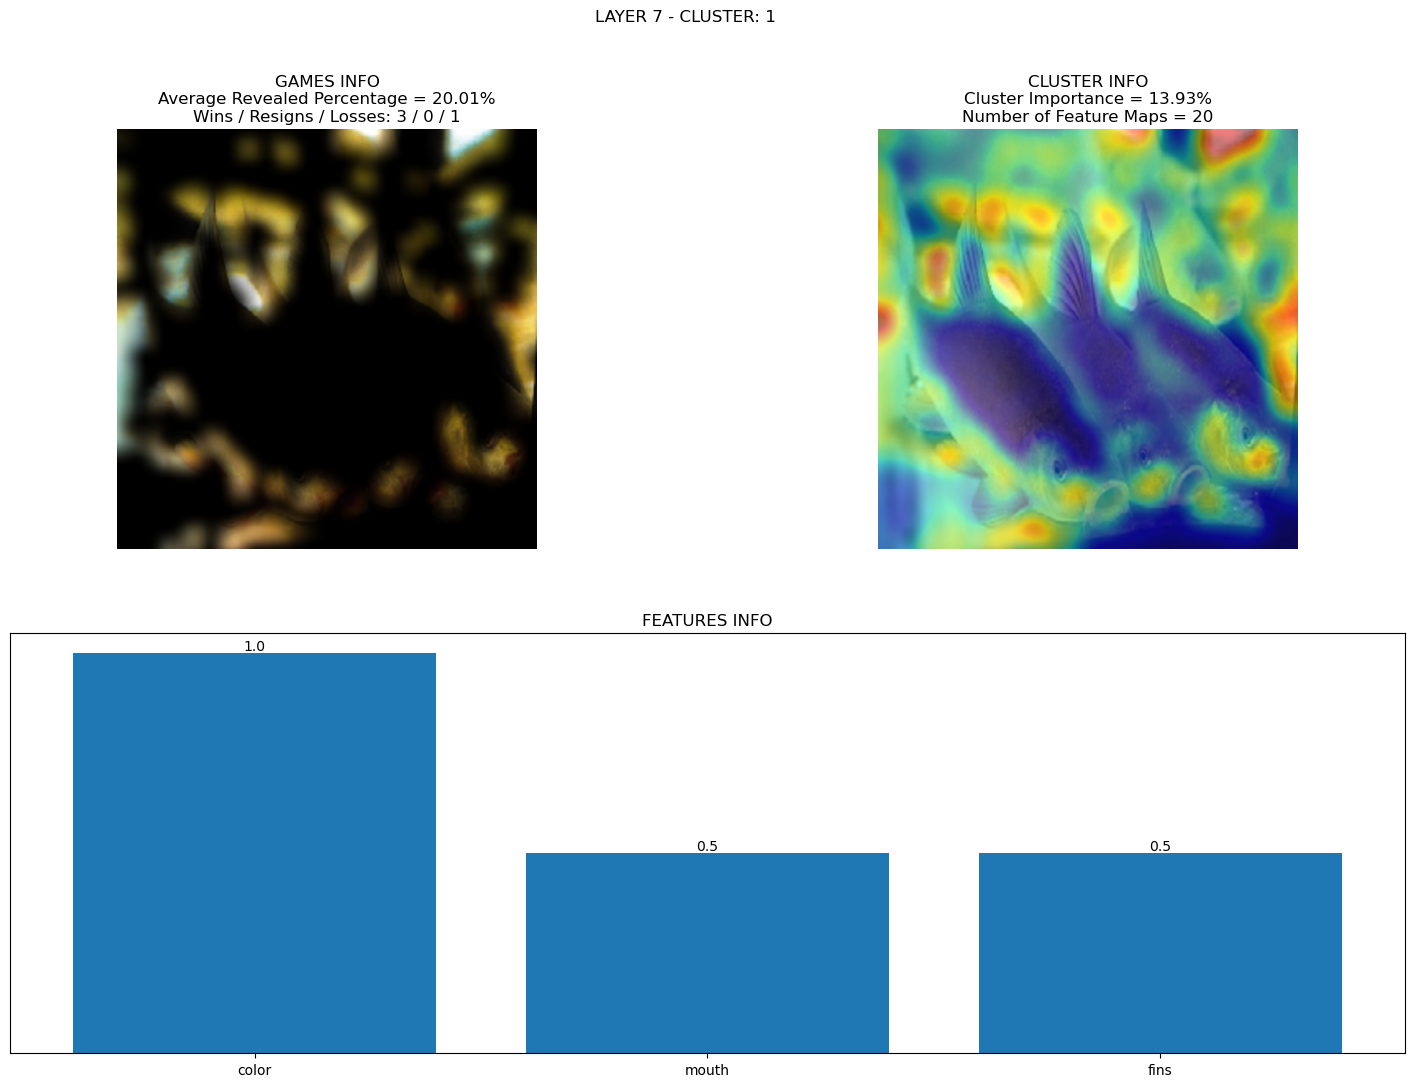 LAYER 7 - CLUSTER: 1
GAMES INFO
Average Revealed Percentage = 20.01%
Wins / Resigns / Losses: 3 / 0 / 1
CLUSTER INFO
Cluster Importance = 13.93%
Number of Feature Maps = 20
FEATURES INFO
1.0
0.5
0.5
color
mouth
fins